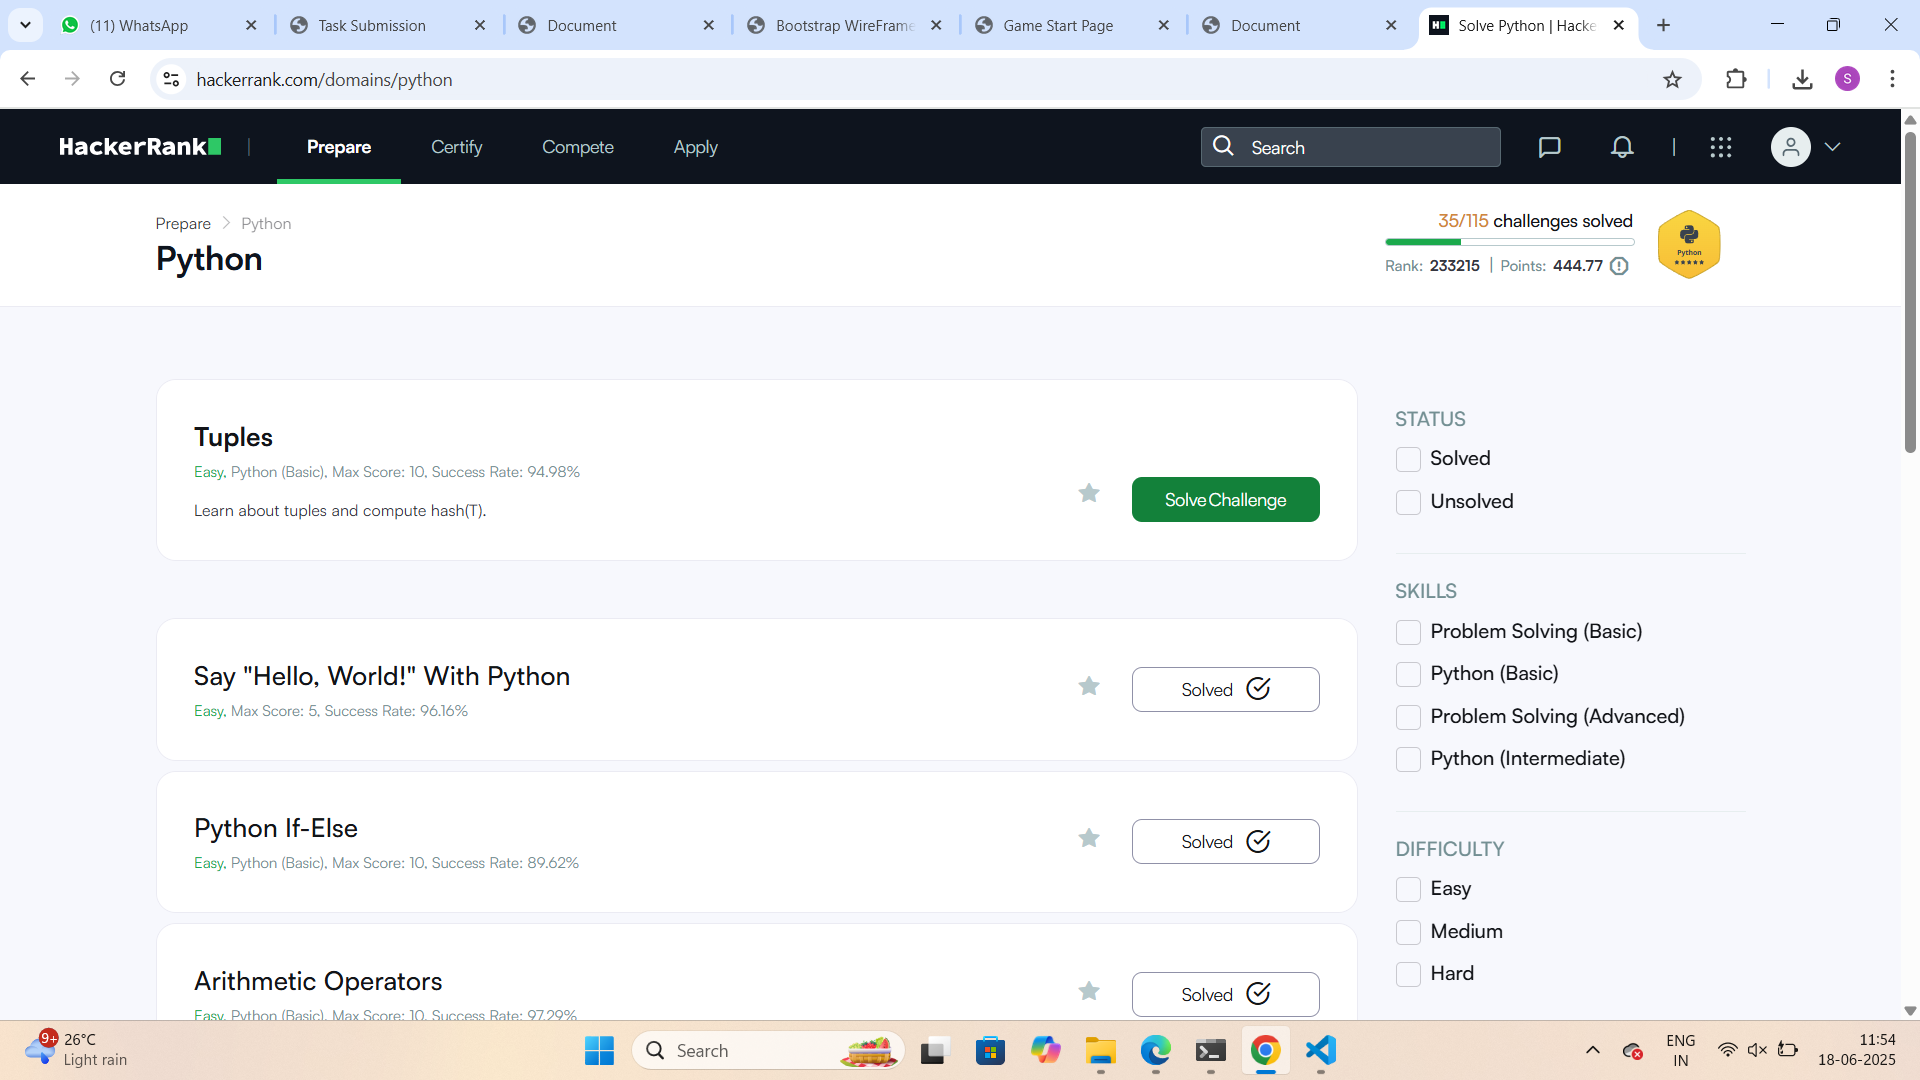 (11) WhatsApp
Task Submission
Document
Bootstrap WireFrame
Game Start Page
Document
Solve Python | Hacke
hackerrank.com/domains/python
S
HackerRank
Prepare
Certify
Compete
Apply
Search
Prepare > Python
Python
35/115 challenges solved
Rank: 233215 | Points: 444.77
Python
Tuples
Easy, Python (Basic), Max Score: 10, Success Rate: 94.98%
Learn about tuples and compute hash(T).
Solve Challenge
Say "Hello, World!" With Python
Easy, Max Score: 5, Success Rate: 96.16%
Solved
Python If-Else
Easy, Python (Basic), Max Score: 10, Success Rate: 89.62%
Solved
Arithmetic Operators
Easy, Python (Basic), Max Score: 10, Success Rate: 97.29%
Solved
STATUS
Solved
Unsolved
SKILLS
Problem Solving (Basic)
Python (Basic)
Problem Solving (Advanced)
Python (Intermediate)
DIFFICULTY
Easy
Medium
Hard
9+
26°C
Light rain
Search
ENG
IN
11:54
18-06-2025